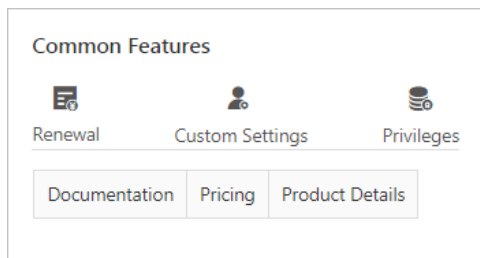 Common Features
Renewal Custom Settings Privileges
Documentation Pricing Product Details